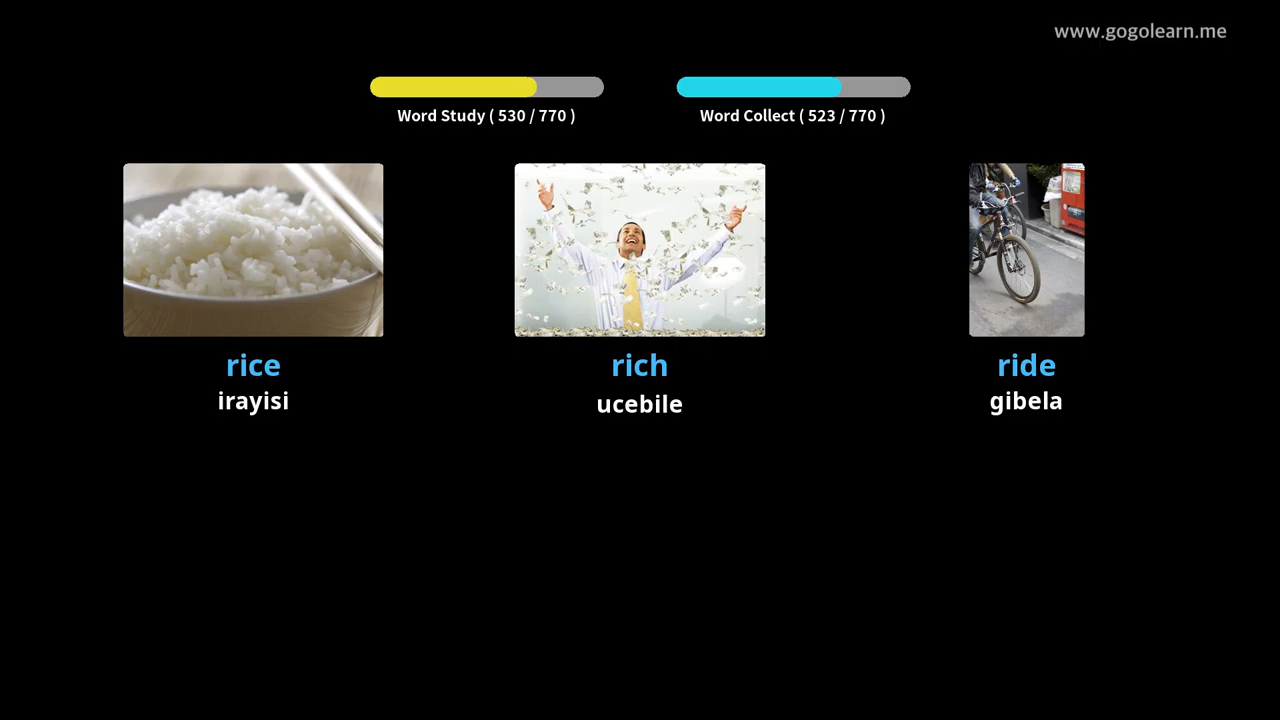 www.gogolearn.me
Word Study ( 530 / 770 )
Word Collect ( 523 / 770 )
rice
irayisi
rich
ucebile
ride
gibela